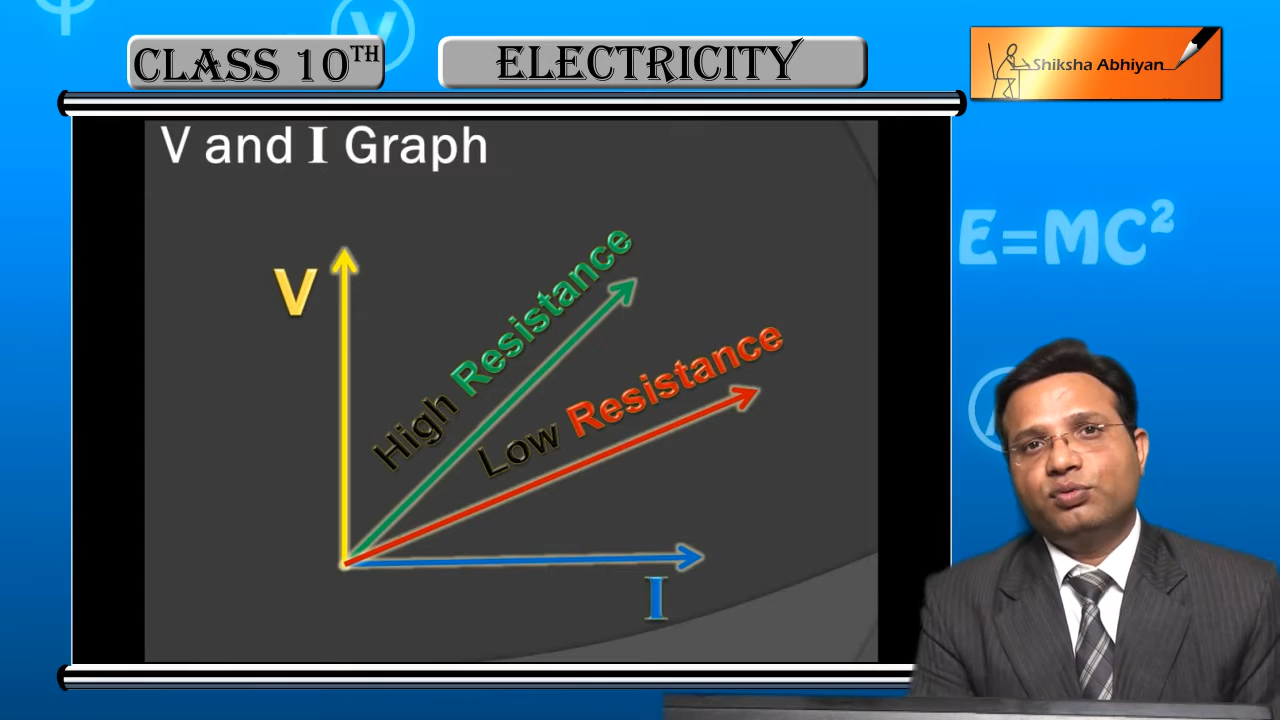 CLASS 10TH
ELECTRICITY
Shiksha Abhiyan
V and I Graph
V
High Resistance
Low Resistance
I
E=MC²
V